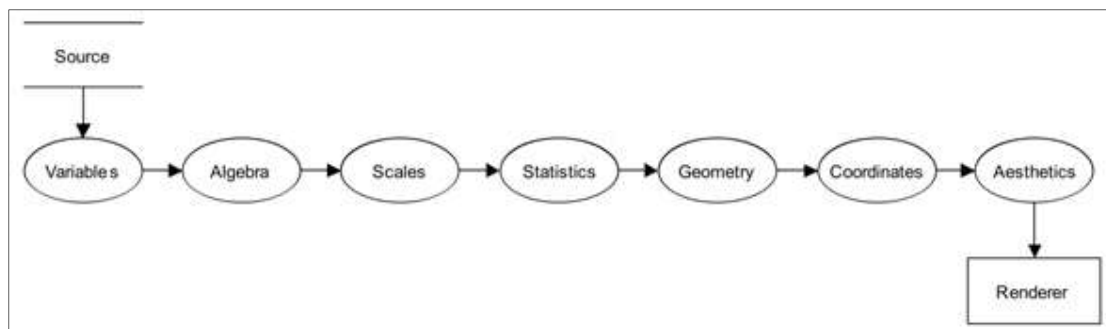 Source
Variables
Algebra
Scales
Statistics
Geometry
Coordinates
Aesthetics
Renderer